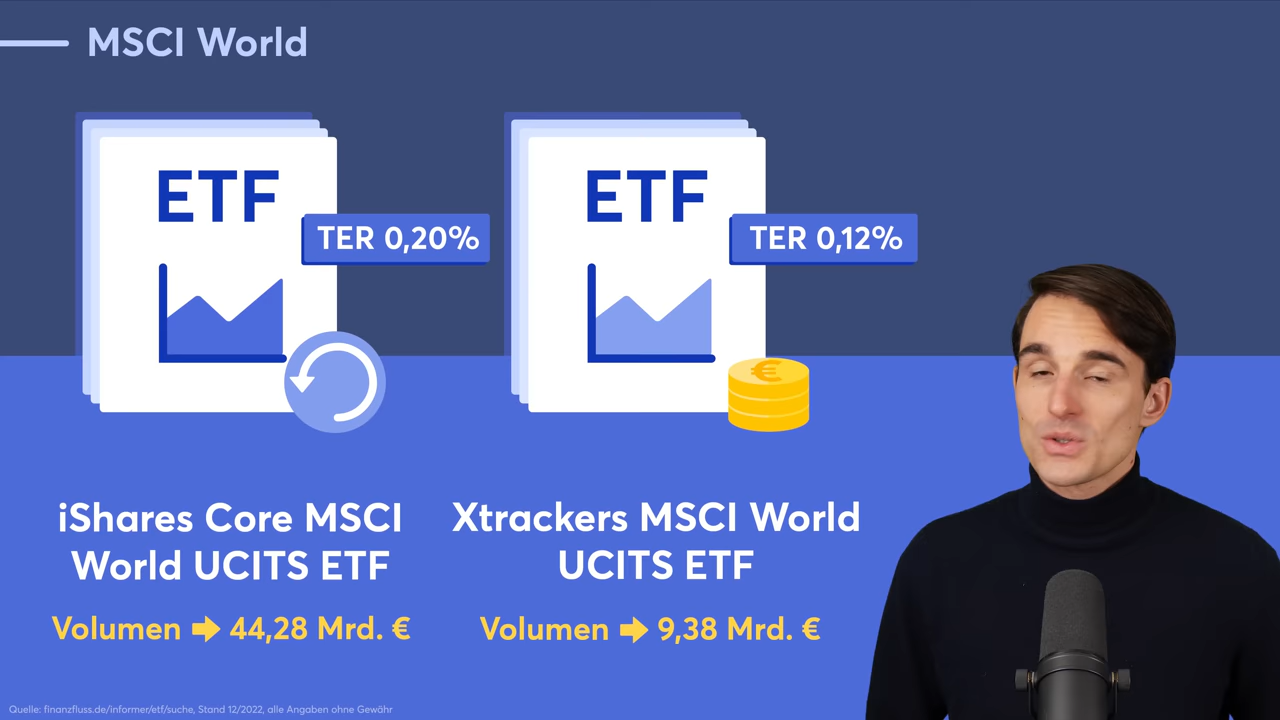 MSCI World
ETF
TER 0,20%
ETF
TER 0,12%
€
iShares Core MSCI
World UCITS ETF
Volumen ➡ 44,28 Mrd. €
Xtrackers MSCI World
UCITS ETF
Volumen ➡ 9,38 Mrd. €
Quelle: finanzfluss.de/informer/etf/suche, Stand 12/2022, alle Angaben ohne Gewähr